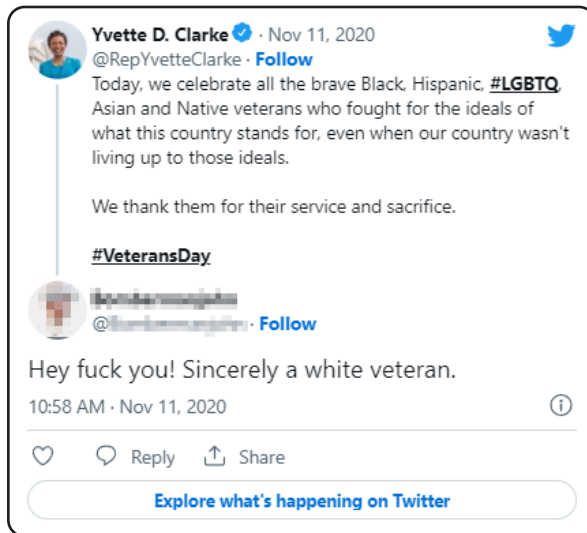 Yvette D. Clarke · Nov 11, 2020
@RepYvetteClarke · Follow
Today, we celebrate all the brave Black, Hispanic, #LGBTQ,
Asian and Native veterans who fought for the ideals of
what this country stands for, even when our country wasn't
living up to those ideals.
We thank them for their service and sacrifice.
#VeteransDay
@ · Follow
Hey fuck you! Sincerely a white veteran.
10:58 AM · Nov 11, 2020
Reply Share
Explore what's happening on Twitter